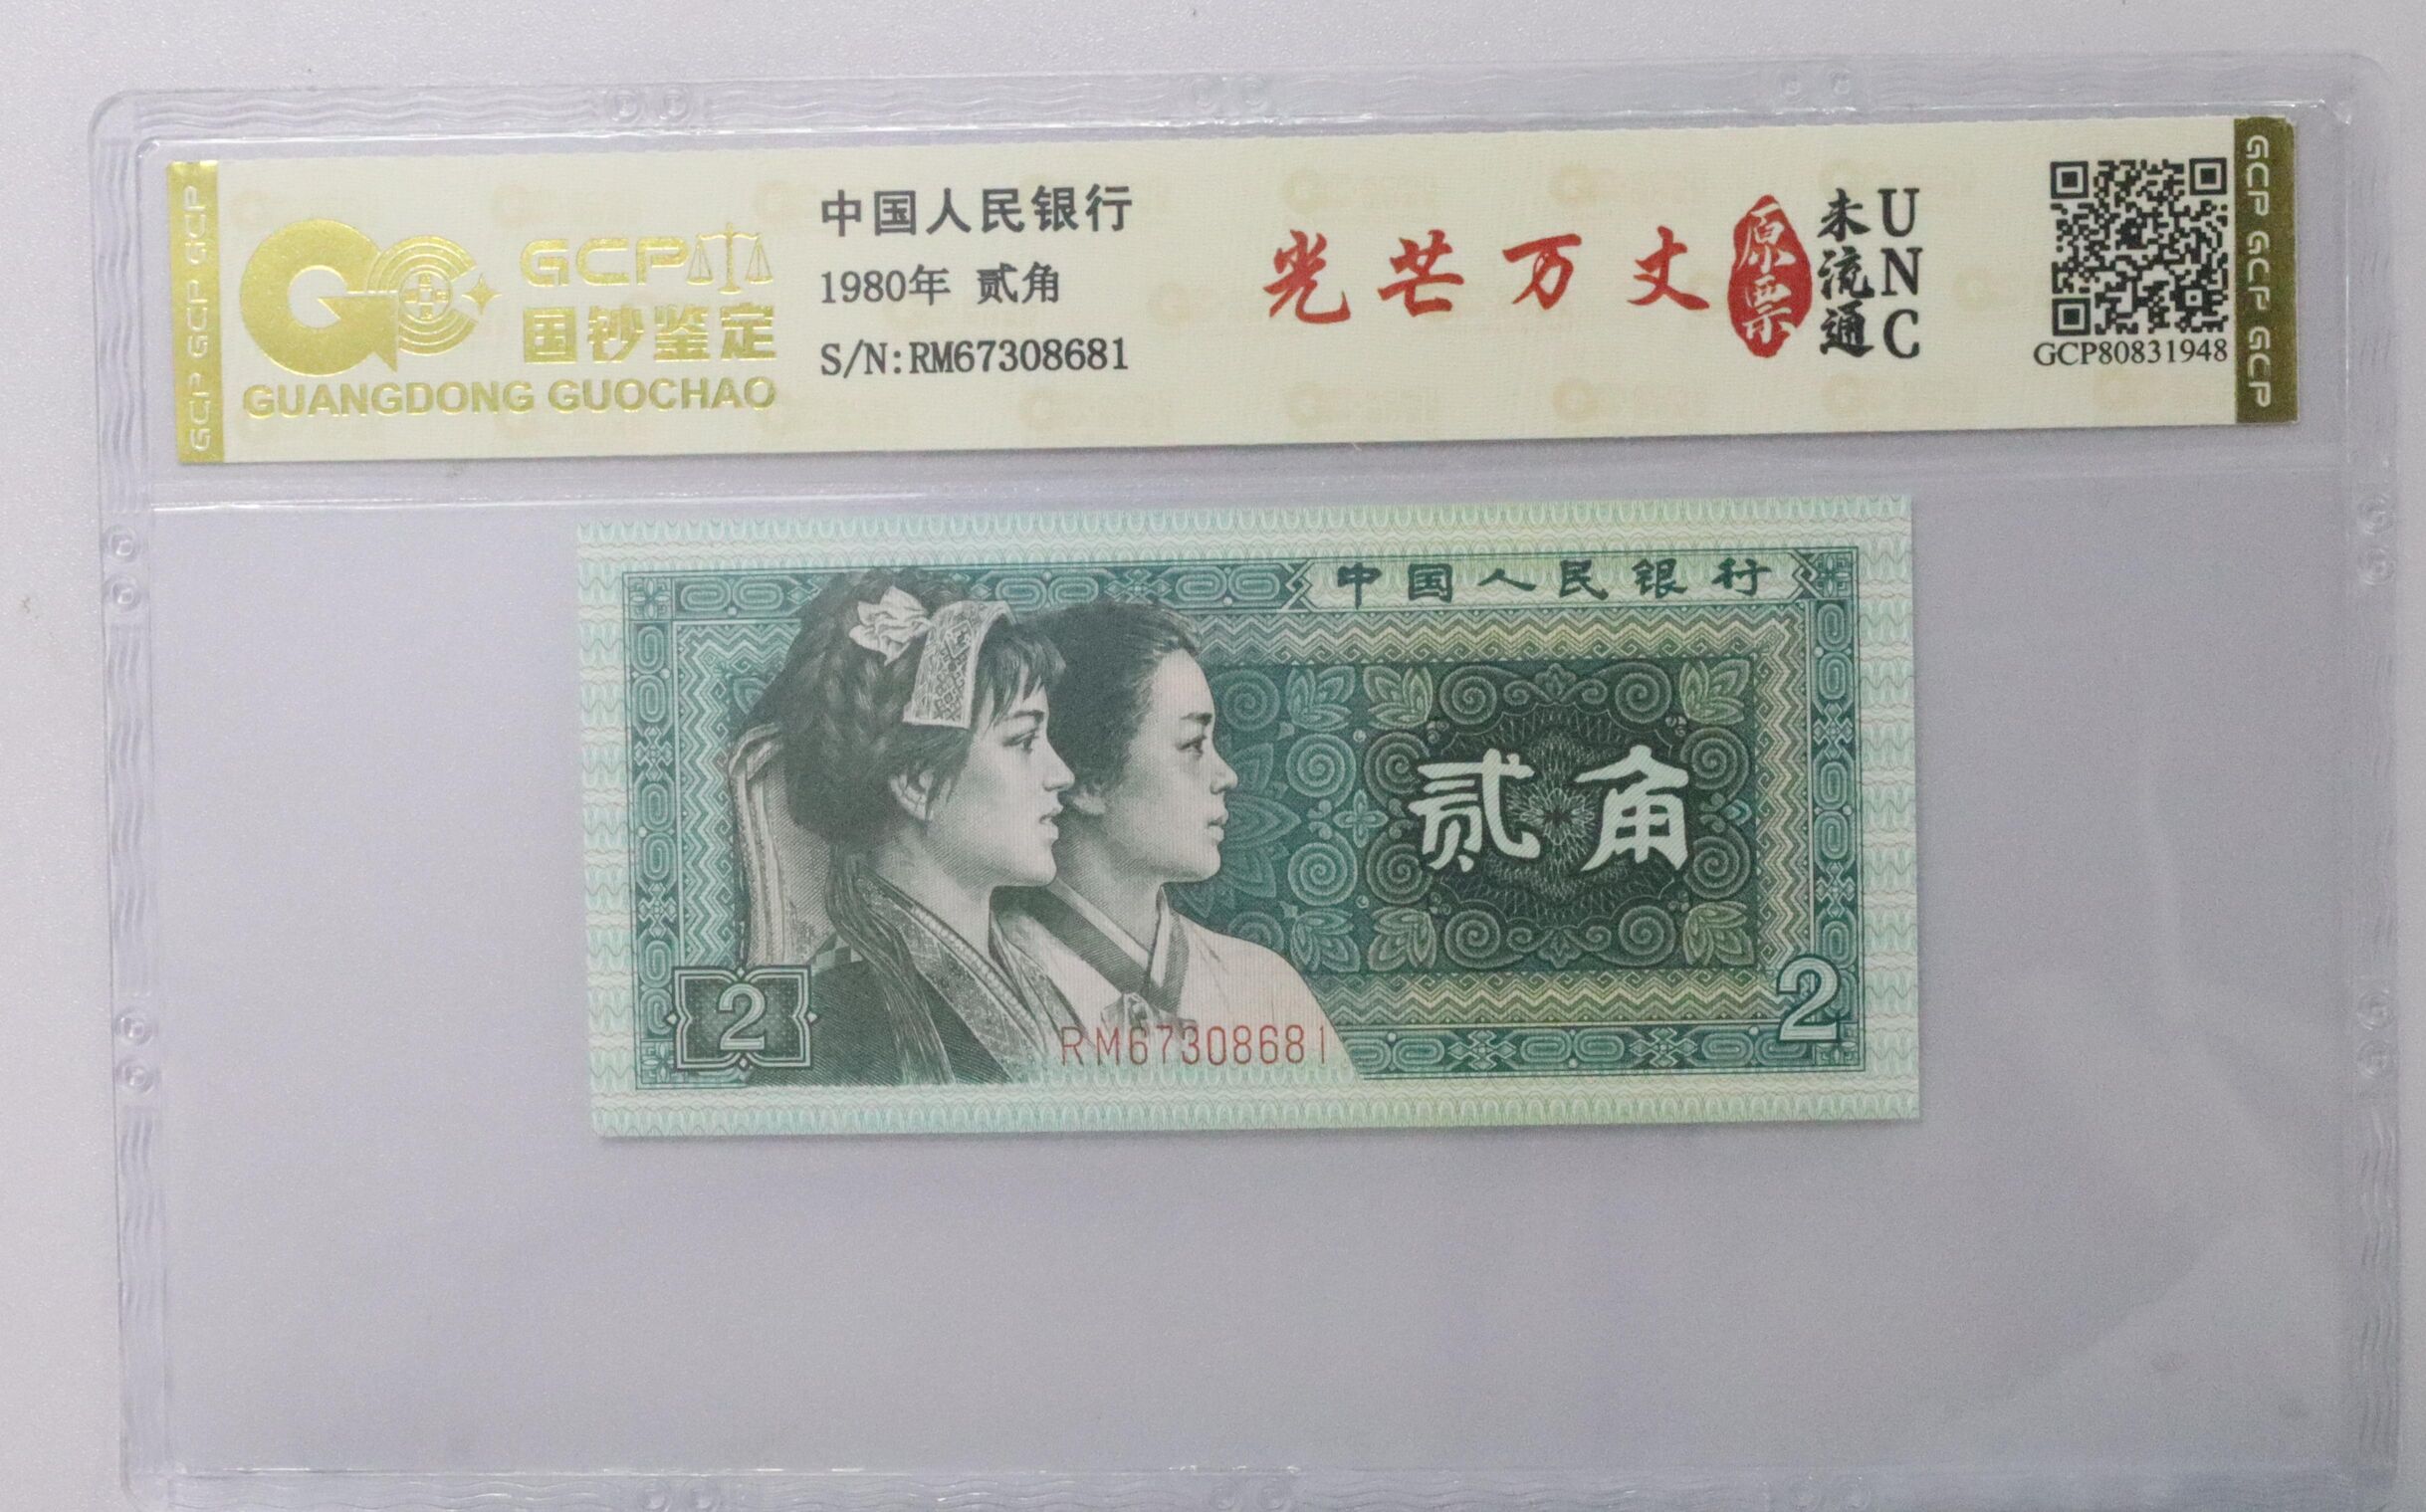 GCP GCP GCP
GCP
国钞鉴定
GUANGDONG GUOCHAO
中国人民银行
1980年 贰角
S/N:RM67308681
光芒万丈
原票
未流通
UNC
GCP80831948
GCP GCP GCP
中国人民银行
贰角
2
2
RM67308681